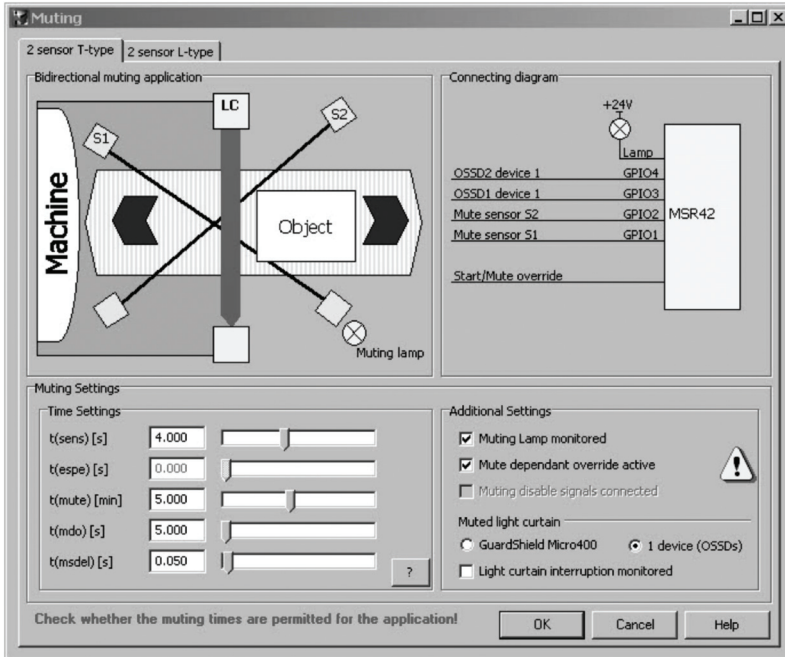 Muting
2 sensor T-type 2 sensor L-type
Bidirectional muting application
LC
S1
S2
Machine
Object
Muting lamp
Connecting diagram
+24V
Lamp
OSSD2 device 1 GPIO4
OSSD1 device 1 GPIO3
Mute sensor S2 GPIO2
MSR42
Mute sensor S1 GPIO1
Start/Mute override
Muting Settings
Time Settings
t(sens) [s] 4.000
t(espe) [s] 0.000
t(mute) [min] 5.000
t(mdo) [s] 5.000
t(msdel) [s] 0.050
?
Additional Settings
Muting Lamp monitored
Mute dependant override active
!
Muting disable signals connected
Muted light curtain
GuardShield Micro400 1 device (OSSDs)
Light curtain interruption monitored
Check whether the muting times are permitted for the application!
OK Cancel Help